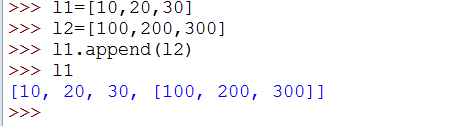 >>> l1=[10,20,30]
>>> l2=[100,200,300]
>>> l1.append(l2)
>>> l1
[10, 20, 30, [100, 200, 300]]
>>>